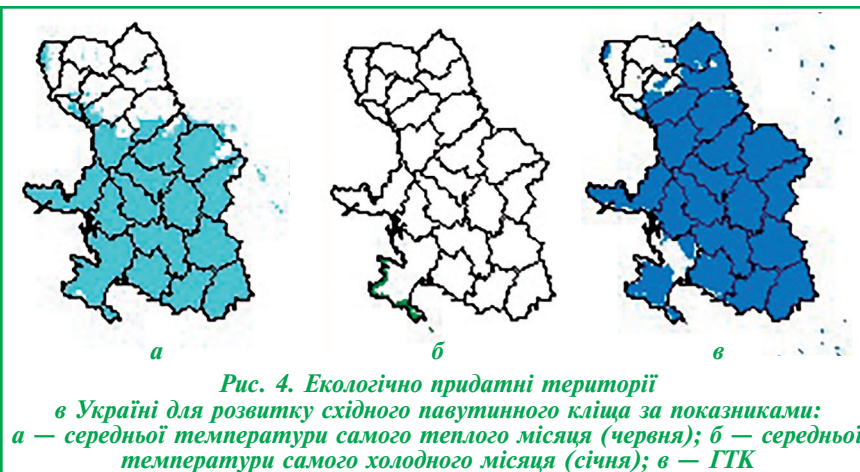 а б в
Рис. 4. Екологічно придатні території
в Україні для розвитку східного павутинного кліща за показниками:
а — середньої температури самого теплого місяця (червня); б — середньої
температури самого холодного місяця (січня); в — ГТК